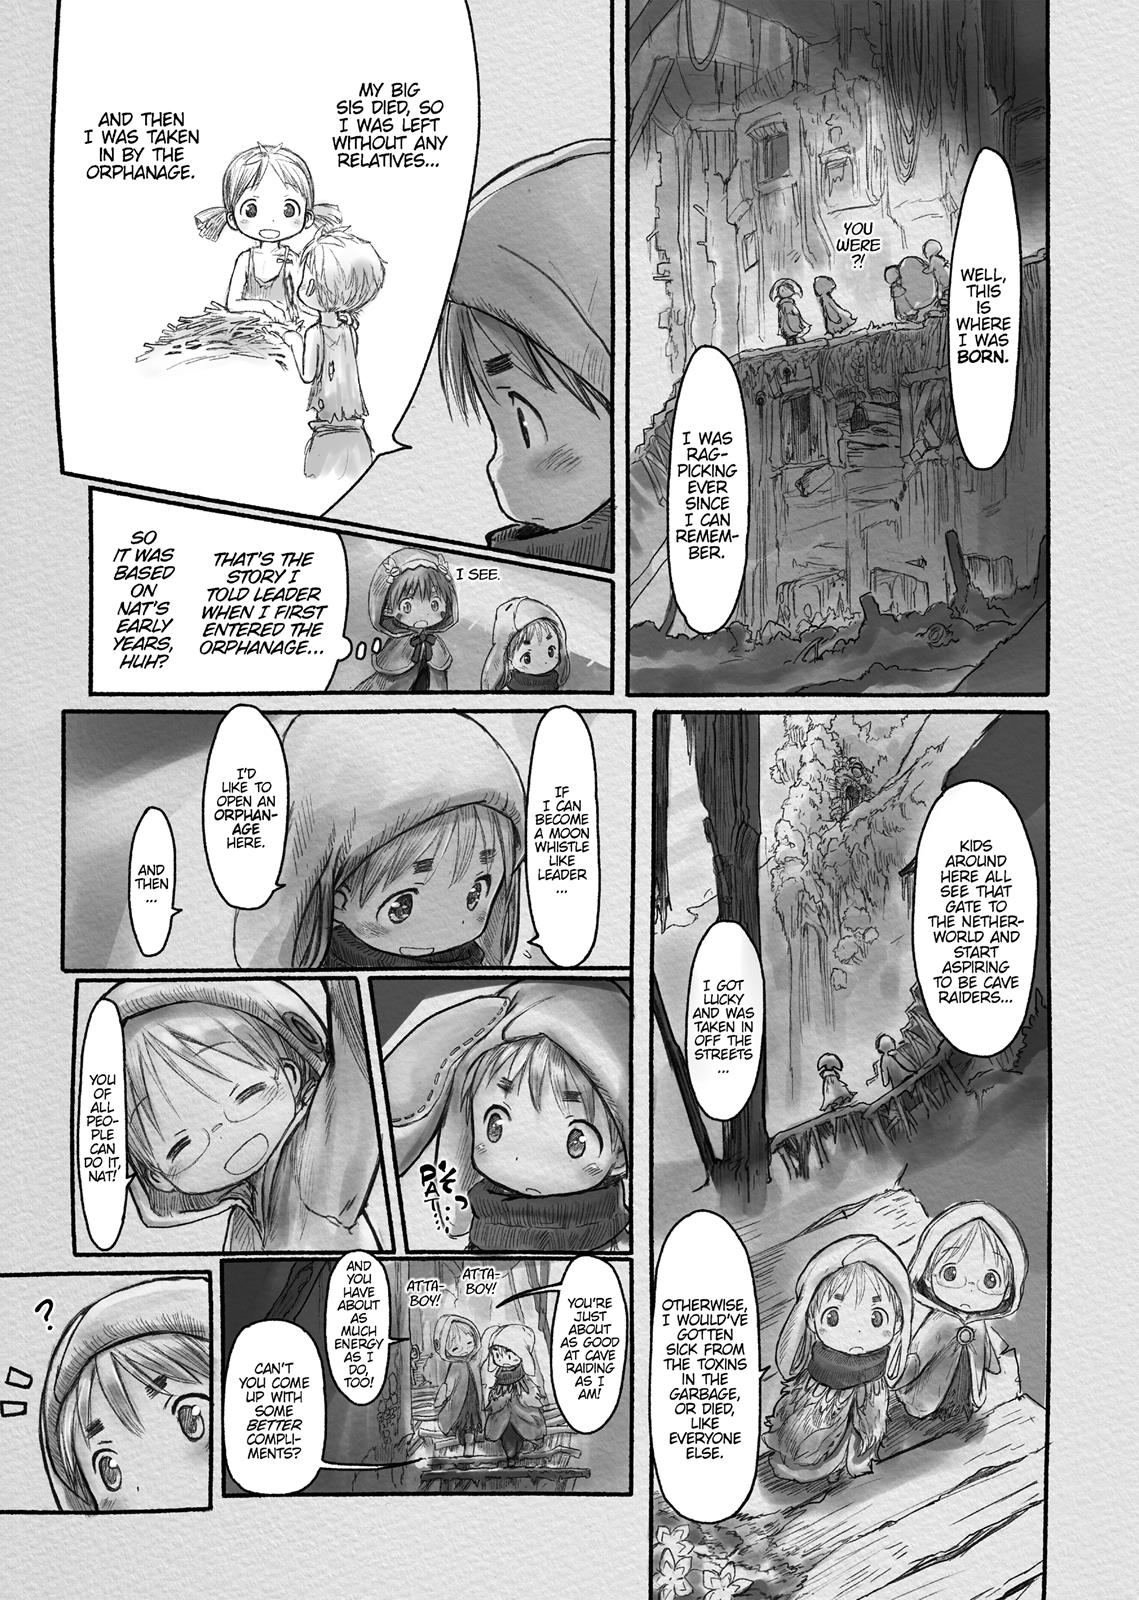 WELL,
THIS
IS
WHERE
I WAS
BORN.
YOU
WERE
?!
I WAS
RAG-
PICKING
EVER
SINCE
I CAN
REMEM-
BER.
MY BIG
SIS DIED, SO
I WAS LEFT
WITHOUT ANY
RELATIVES...
AND THEN
I WAS TAKEN
IN BY THE
ORPHANAGE.
I SEE.
THAT'S THE
STORY I
TOLD LEADER
WHEN I FIRST
ENTERED THE
ORPHANAGE...
SO
IT WAS
BASED
ON
NAT'S
EARLY
YEARS,
HUH?
KIDS
AROUND
HERE ALL
SEE THAT
GATE TO
THE NETHER-
WORLD AND
START
ASPIRING
TO BE CAVE
RAIDERS...
I GOT
LUCKY
AND WAS
TAKEN IN
OFF THE
STREETS
...
OTHERWISE,
I WOULD'VE
GOTTEN
SICK FROM
THE TOXINS
IN THE
GARBAGE,
OR DIED,
LIKE
EVERYONE
ELSE.
IF
I CAN
BECOME
A MOON
WHISTLE
LIKE
LEADER
...
I'D
LIKE TO
OPEN AN
ORPHAN-
AGE
HERE.
AND
THEN
...
PAT...
YOU
OF ALL
PEO-
PLE
CAN
DO IT,
NAT!
YOU'RE
JUST
ABOUT
AS GOOD
AT CAVE
RAIDING
AS
I AM!
ATTA-
BOY!
ATTA-
BOY!
AND
YOU
HAVE
ABOUT
AS
MUCH
ENERGY
AS I
DO,
TOO!
CAN'T
YOU COME
UP WITH
SOME
BETTER
COMPLI-
MENTS?
?